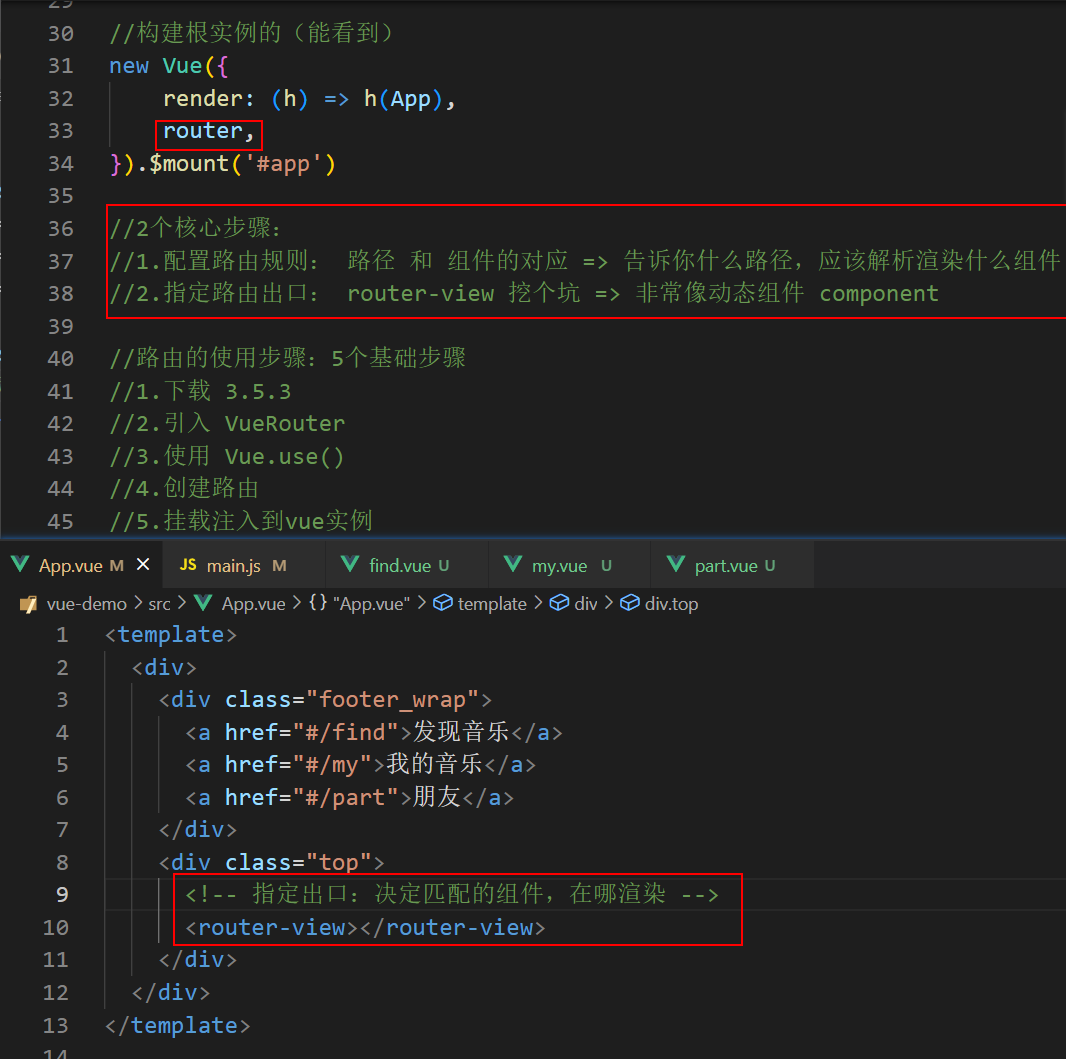 29
30 //构建根实例的（能看到）
31 new Vue({
32 render: (h) => h(App),
33 router,
34 }).$mount('#app')
35
36 //2个核心步骤：
37 //1.配置路由规则： 路径 和 组件的对应 => 告诉你什么路径，应该解析渲染什么组件
38 //2.指定路由出口： router-view 挖个坑 => 非常像动态组件 component
39
40 //路由的使用步骤：5个基础步骤
41 //1.下载 3.5.3
42 //2.引入 VueRouter
43 //3.使用 Vue.use()
44 //4.创建路由
45 //5.挂载注入到vue实例
App.vue M JS main.js M find.vue U my.vue U part.vue U
vue-demo > src > App.vue > {} "App.vue" > template > div > div.top
1 <template>
2 <div>
3 <div class="footer_wrap">
4 <a href="#/find">发现音乐</a>
5 <a href="#/my">我的音乐</a>
6 <a href="#/part">朋友</a>
7 </div>
8 <div class="top">
9 <!-- 指定出口：决定匹配的组件，在哪渲染 -->
10 <router-view></router-view>
11 </div>
12 </div>
13 </template>
14